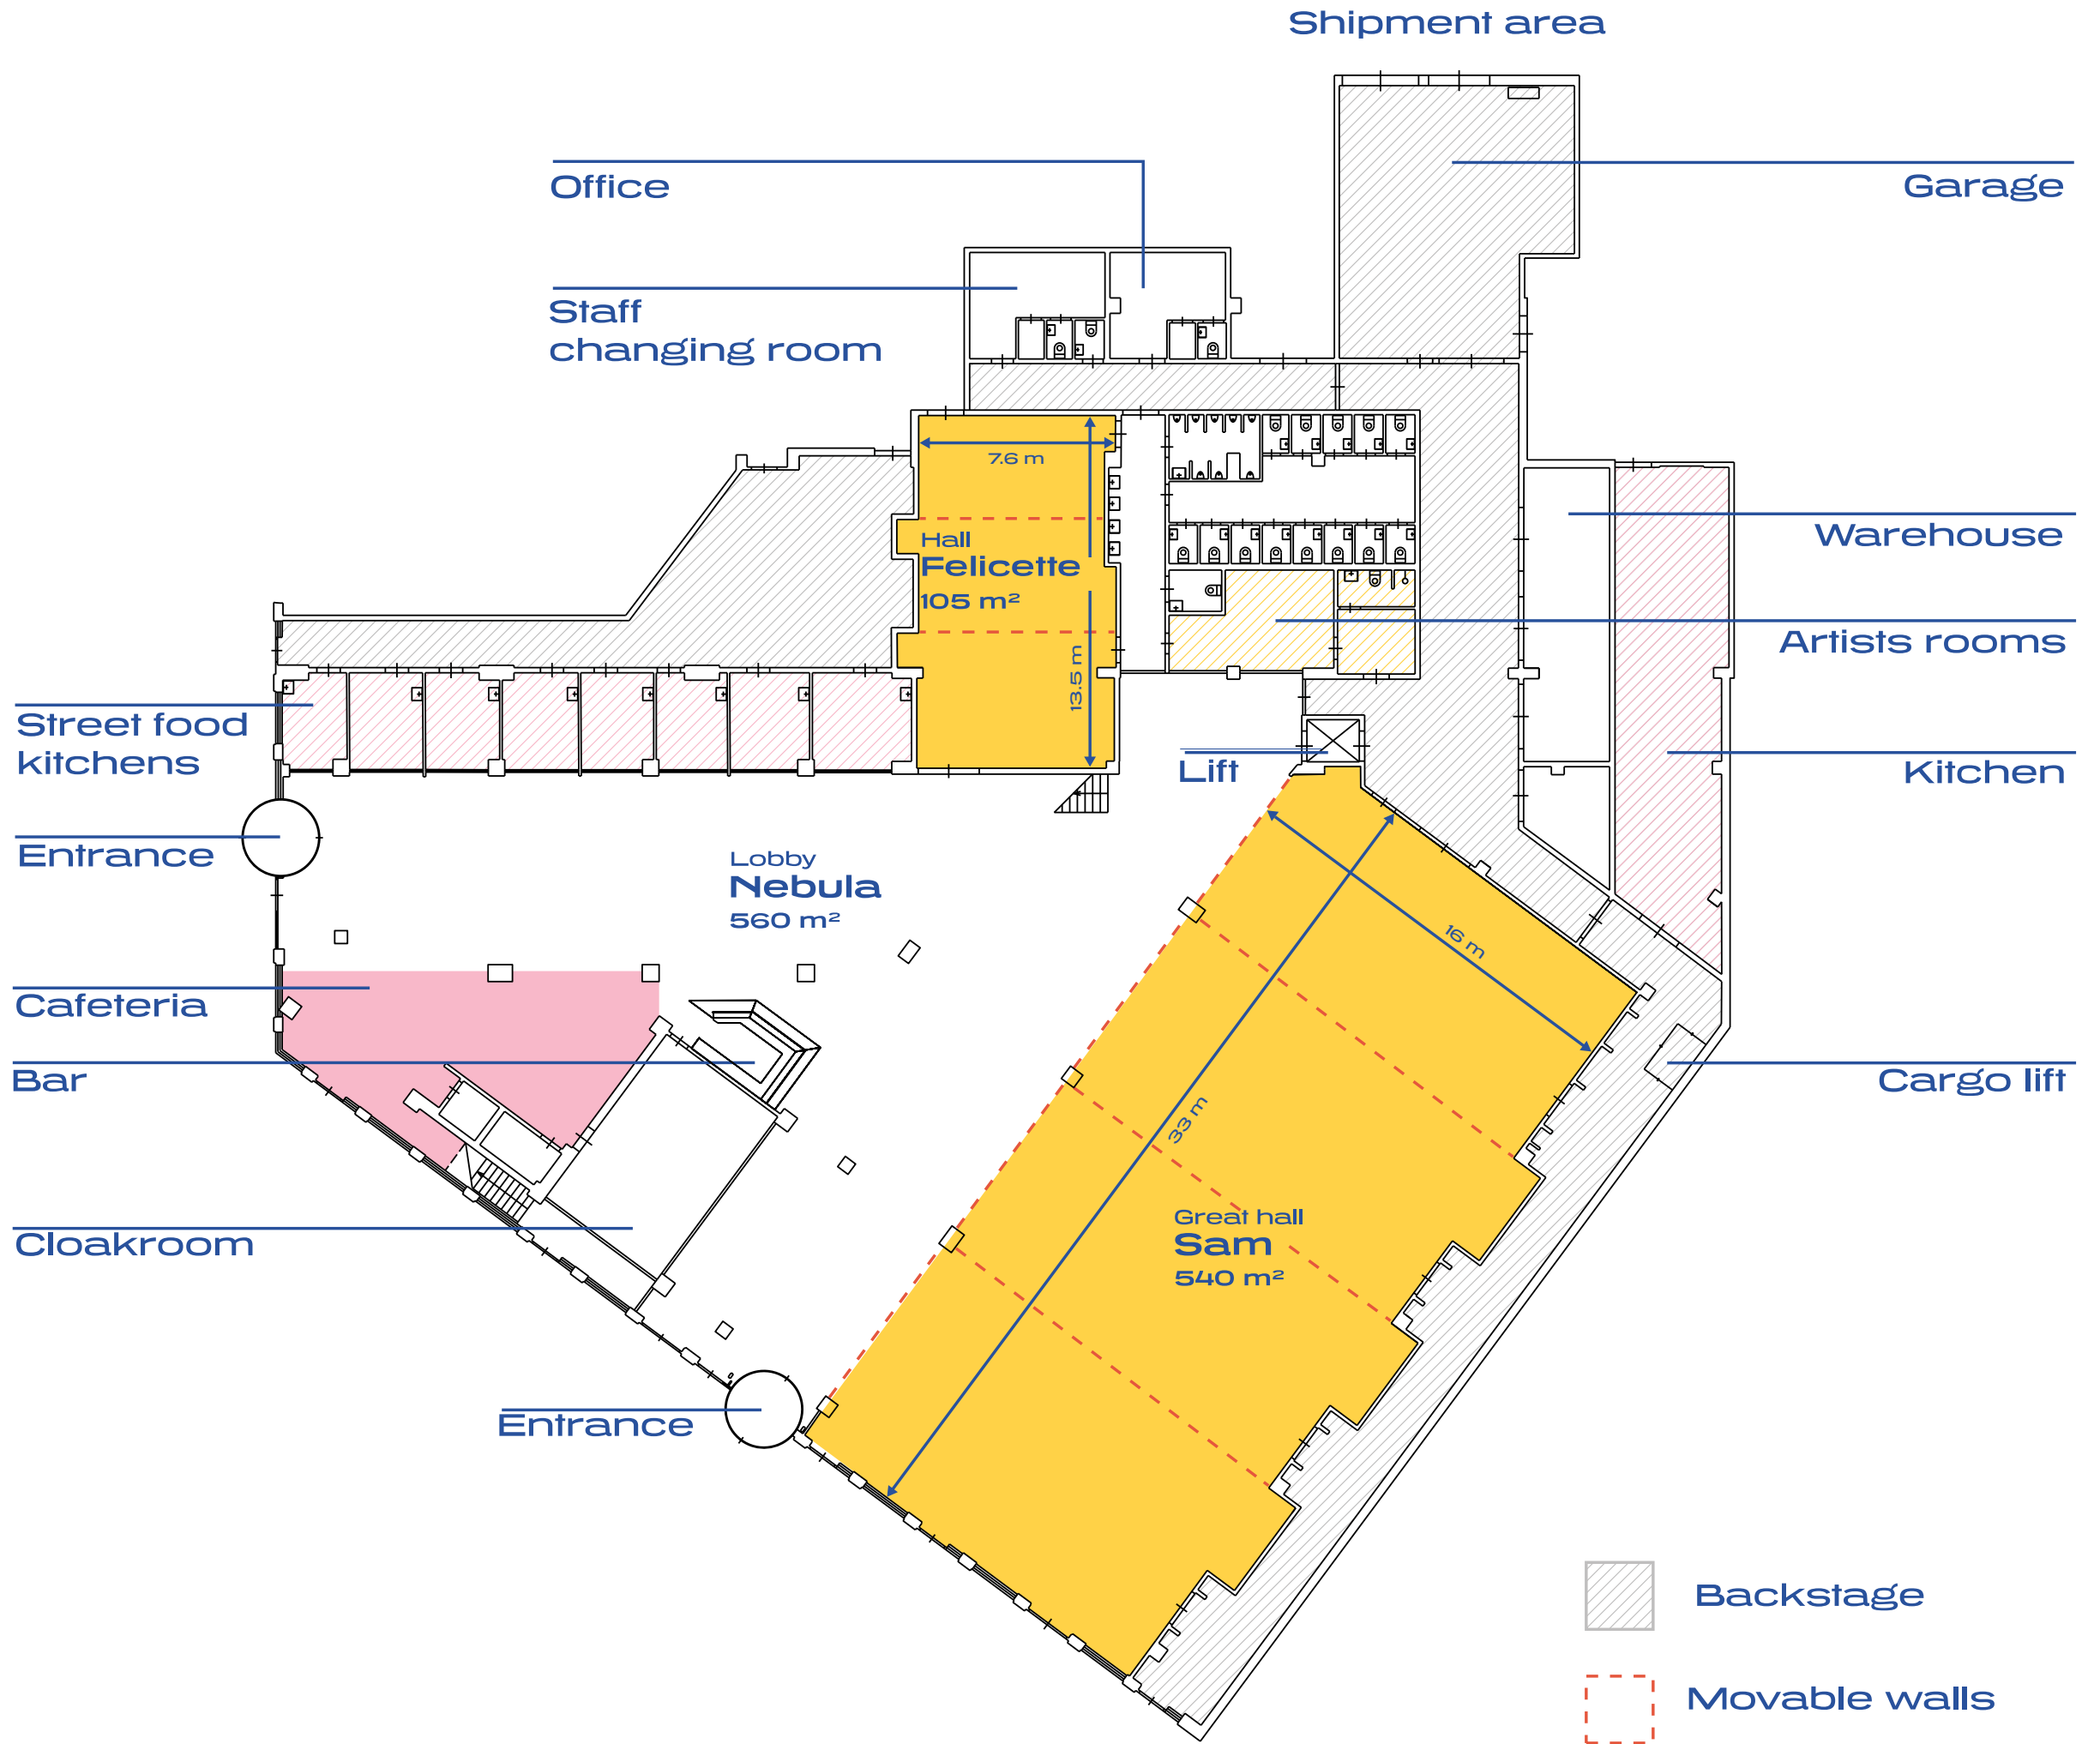 Shipment area
Office
Garage
Staff
changing room
7.6 m
Hall
Felicette
105 m²
13.5 m
Warehouse
Artists rooms
Street food
kitchens
Lift
Kitchen
Entrance
Lobby
Nebula
560 m²
16 m
Cafeteria
Bar
Cargo lift
33 m
Cloakroom
Great hall
Sam
540 m²
Entrance
Backstage
Movable walls